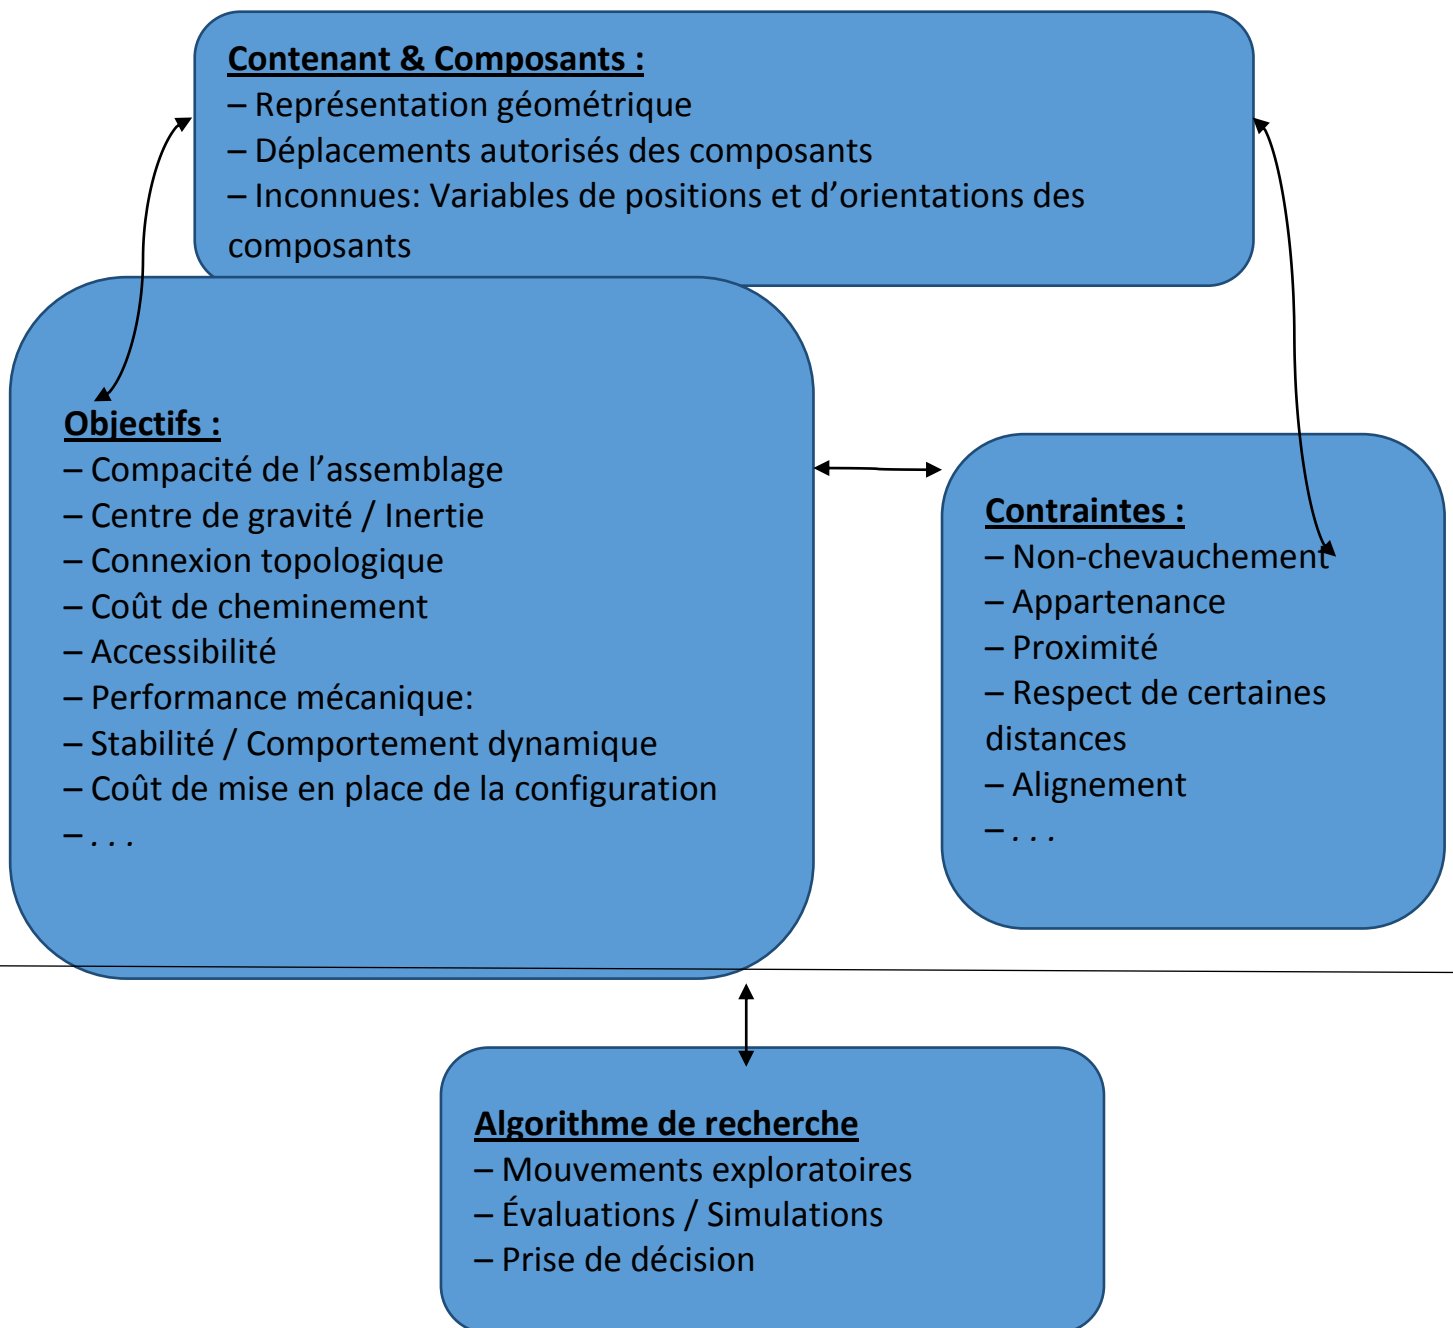 Contenant & Composants :
– Représentation géométrique
– Déplacements autorisés des composants
– Inconnues: Variables de positions et d’orientations des
composants
Objectifs :
– Compacité de l’assemblage
– Centre de gravité / Inertie
– Connexion topologique
– Coût de cheminement
– Accessibilité
– Performance mécanique:
– Stabilité / Comportement dynamique
– Coût de mise en place de la configuration
– . . .
Contraintes :
– Non-chevauchement
– Appartenance
– Proximité
– Respect de certaines
distances
– Alignement
– . . .
Algorithme de recherche
– Mouvements exploratoires
– Évaluations / Simulations
– Prise de décision